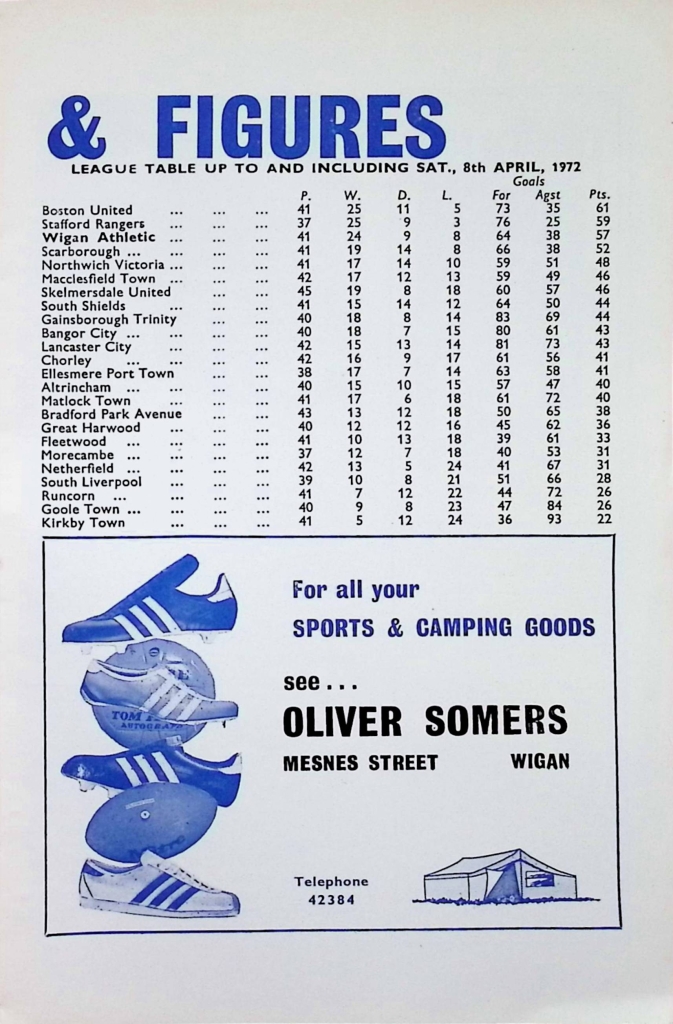 & FIGURES
LEAGUE TABLE UP TO AND INCLUDING SAT., 8th APRIL, 1972
Goals
P. W. D. L. For Agst Pts.
Boston United ... ... ... 41 25 11 5 73 35 61
Stafford Rangers ... ... ... 37 25 9 3 76 25 59
Wigan Athletic ... ... ... 41 24 9 8 64 38 57
Scarborough ... ... ... 41 19 14 8 66 38 52
Northwich Victoria ... ... ... 41 17 14 10 59 51 48
Macclesfield Town ... ... ... 42 17 12 13 59 49 46
Skelmersdale United ... ... 45 19 8 18 60 57 46
South Shields ... ... ... 41 15 14 12 64 50 44
Gainsborough Trinity ... ... 40 18 8 14 83 69 44
Bangor City ... ... ... ... 40 18 7 15 80 61 43
Lancaster City ... ... ... 42 15 13 14 81 73 43
Chorley ... ... ... ... 42 16 9 17 61 56 41
Ellesmere Port Town ... ... 38 17 7 14 63 58 41
Altrincham ... ... ... ... 40 15 10 15 57 47 40
Matlock Town ... ... ... 41 17 6 18 61 72 40
Bradford Park Avenue ... ... 43 13 12 18 50 65 38
Great Harwood ... ... ... 40 12 12 16 45 62 36
Fleetwood ... ... ... ... 41 10 13 18 39 61 33
Morecambe ... ... ... ... 37 12 7 18 40 53 31
Netherfield ... ... ... ... 42 13 5 24 41 67 31
South Liverpool ... ... ... 39 10 8 21 51 66 28
Runcorn ... ... ... ... 41 7 12 22 44 72 26
Goole Town ... ... ... ... 40 9 8 23 47 84 26
Kirkby Town ... ... ... 41 5 12 24 36 93 22
For all your
SPORTS & CAMPING GOODS
see ...
OLIVER SOMERS
MESNES STREET WIGAN
TOM
AUTOGRAPH
Telephone
42384